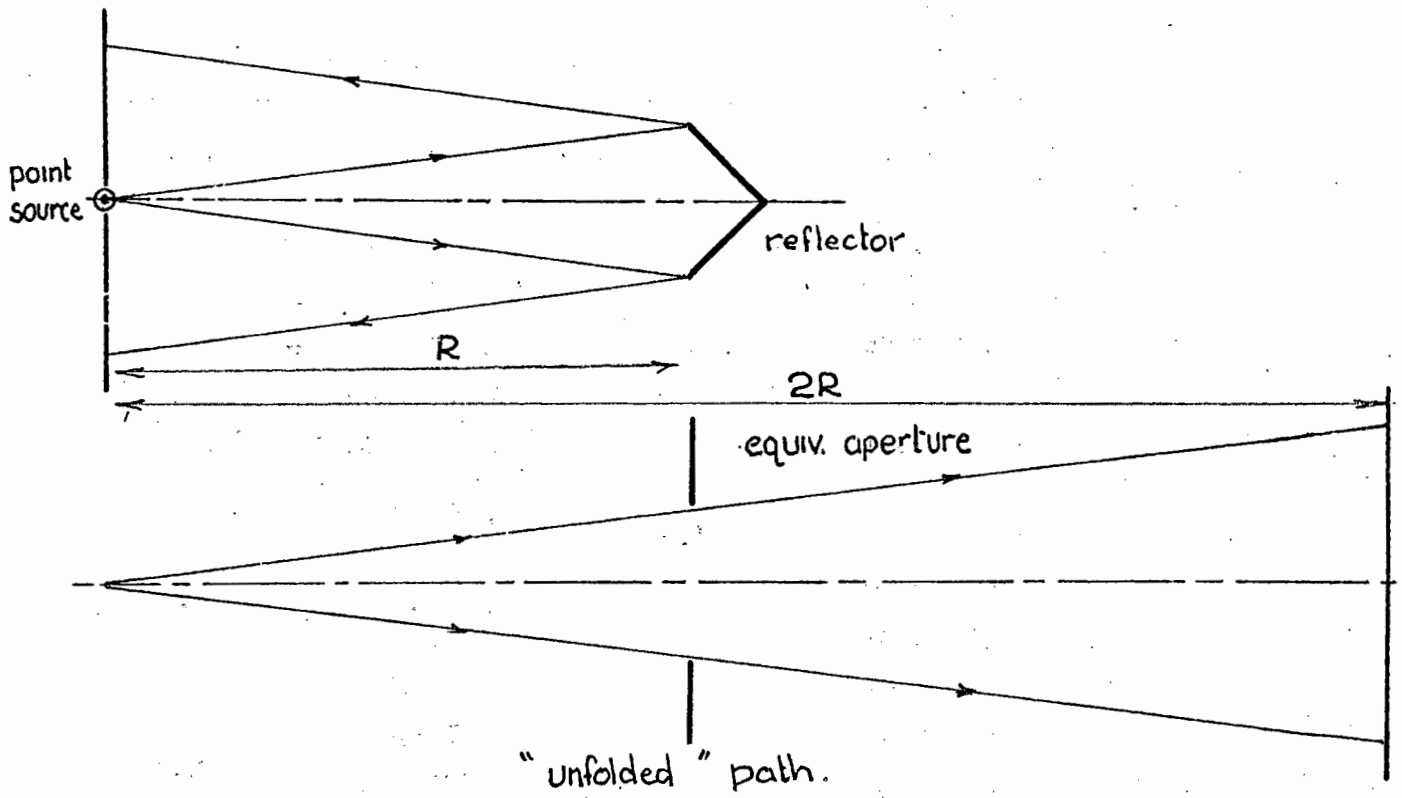 point
source
reflector
R
2R
equiv. aperture
" unfolded " path.